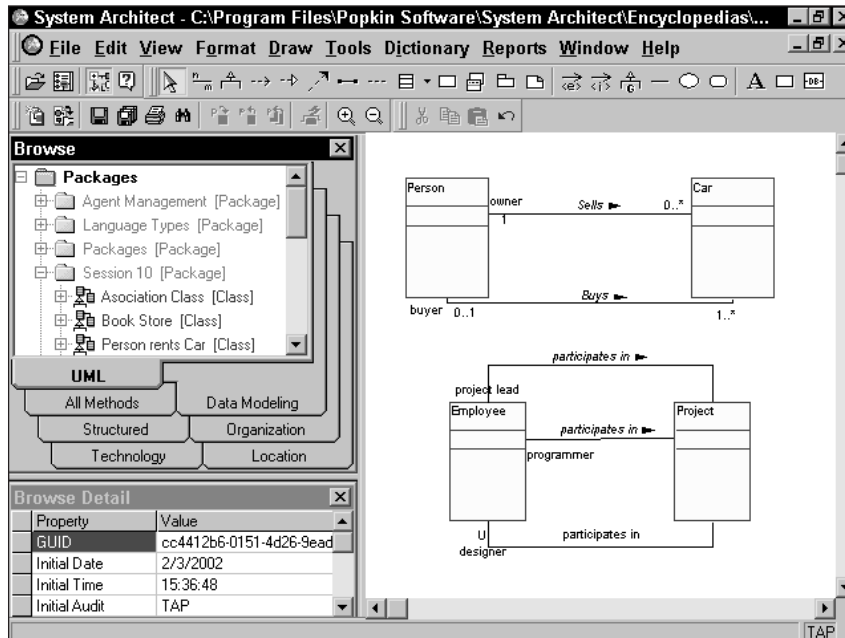 System Architect - C:\Program Files\Popkin Software\System Architect\Encyclopedias\...
File Edit View Format Draw Tools Dictionary Reports Window Help
n m <e> <i> G A DB
Browse
Packages
Agent Management [Package]
Language Types [Package]
Packages [Package]
Session 10 [Package]
Asociation Class [Class]
Book Store [Class]
Person rents Car [Class]
UML
All Methods Data Modeling
Structured Organization
Technology Location
Browse Detail
Property Value
GUID cc4412b6-0151-4d26-9ead
Initial Date 2/3/2002
Initial Time 15:36:48
Initial Audit TAP
Person Car
owner Sells 0..*
1
Buys
buyer 0..1 1..*
participates in
project lead
Employee Project
participates in
programmer
U participates in
designer
TAP